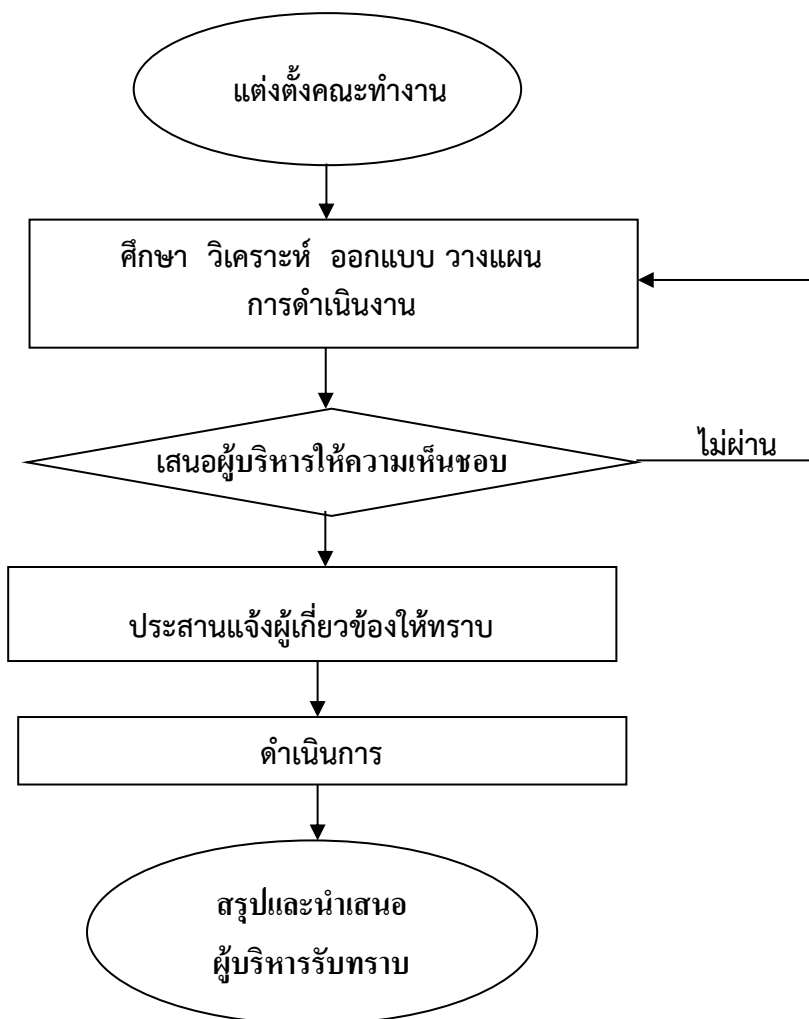 แต่งตั้งคณะทำงาน
ศึกษา วิเคราะห์ ออกแบบ วางแผน
การดำเนินงาน
เสนอผู้บริหารให้ความเห็นชอบ
ไม่ผ่าน
ประสานแจ้งผู้เกี่ยวข้องให้ทราบ
ดำเนินการ
สรุปและนำเสนอ
ผู้บริหารรับทราบ